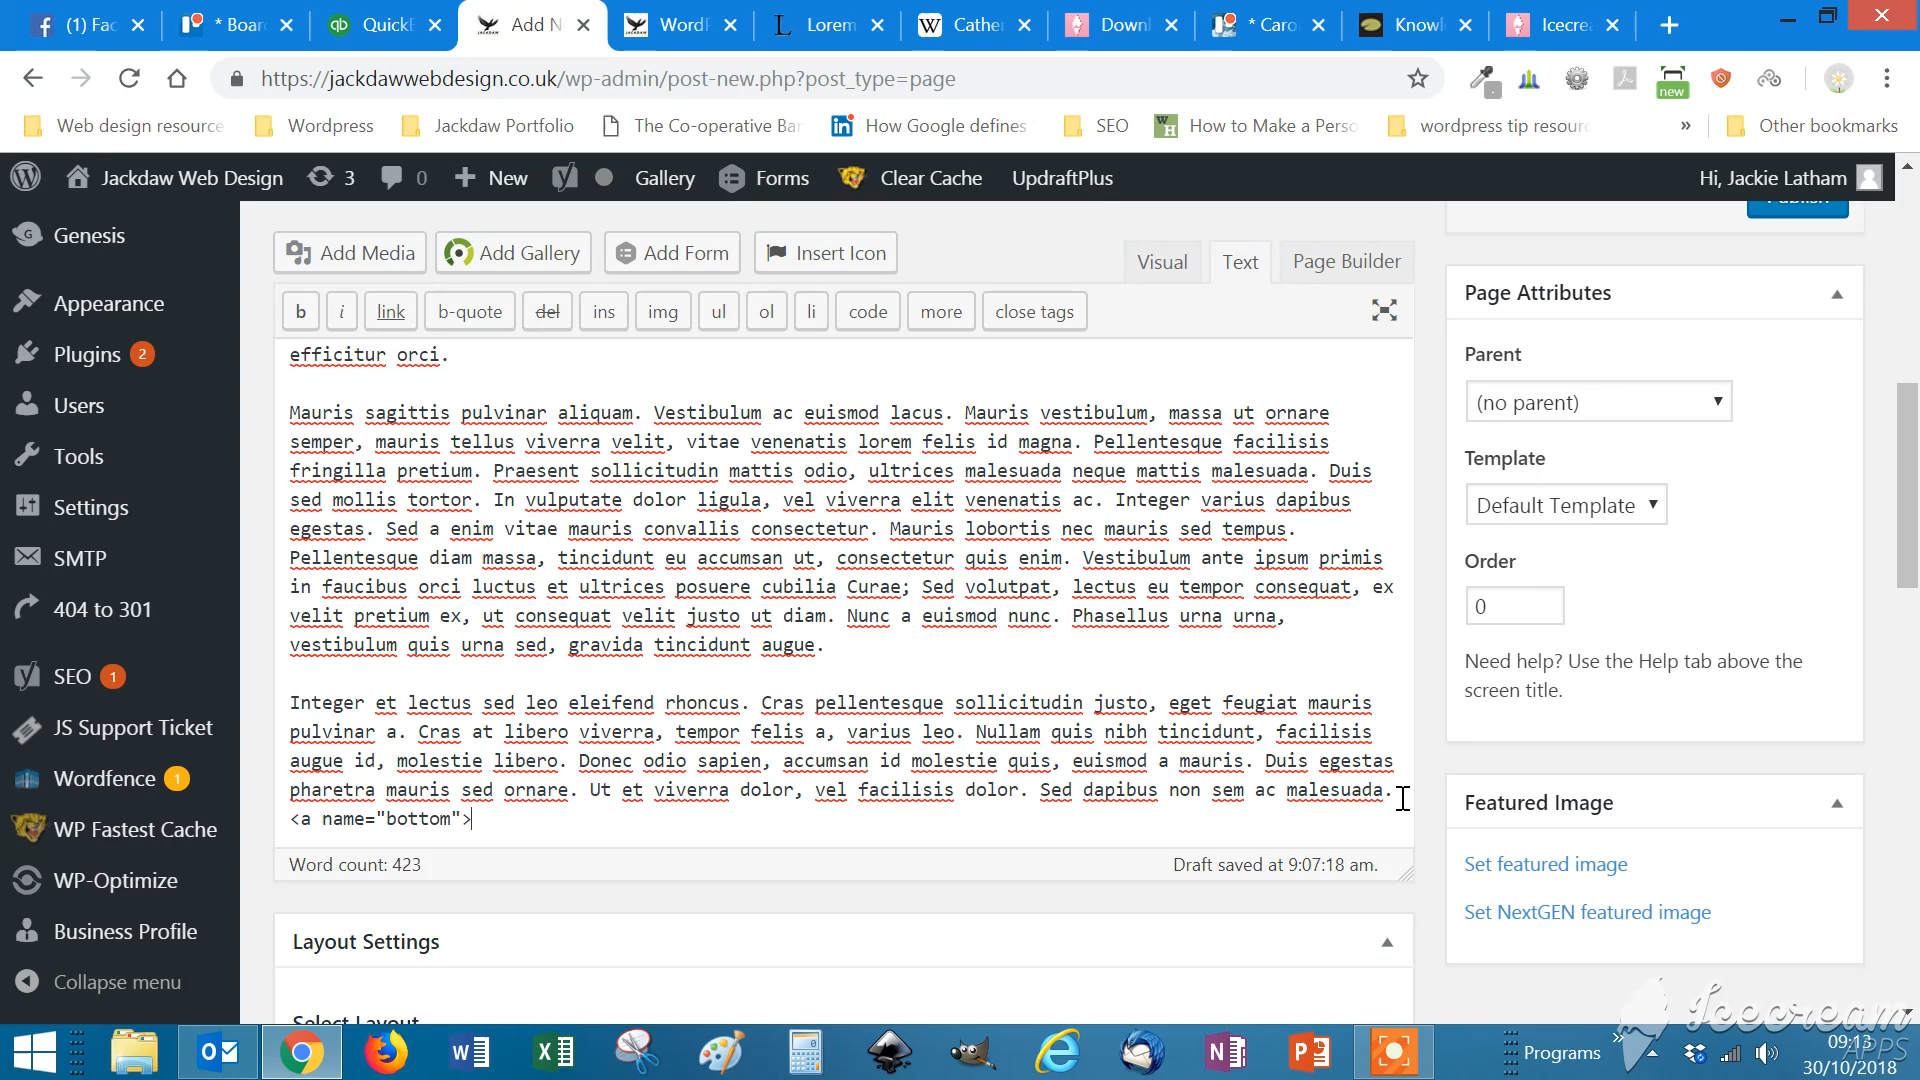 (1) Fac
* Boar
QuickB
Add N
WordP
Lorem
Cather
Downl
* Caro
Knowl
Icecrea
https://jackdawwebdesign.co.uk/wp-admin/post-new.php?post_type=page
new
Web design resource
Wordpress
Jackdaw Portfolio
The Co-operative Bar
How Google defines
SEO
How to Make a Perso
wordpress tip resour
»
Other bookmarks
Jackdaw Web Design
3
0
New
Gallery
Forms
Clear Cache
UpdraftPlus
Hi, Jackie Latham
Genesis
Appearance
Plugins 2
Users
Tools
Settings
SMTP
404 to 301
SEO 1
JS Support Ticket
Wordfence 1
WP Fastest Cache
WP-Optimize
Business Profile
Collapse menu
Add Media
Add Gallery
Add Form
Insert Icon
Visual
Text
Page Builder
b
i
link
b-quote
del
ins
img
ul
ol
li
code
more
close tags
efficitur orci.
Mauris sagittis pulvinar aliquam. Vestibulum ac euismod lacus. Mauris vestibulum, massa ut ornare
semper, mauris tellus viverra velit, vitae venenatis lorem felis id magna. Pellentesque facilisis
fringilla pretium. Praesent sollicitudin mattis odio, ultrices malesuada neque mattis malesuada. Duis
sed mollis tortor. In vulputate dolor ligula, vel viverra elit venenatis ac. Integer varius dapibus
egestas. Sed a enim vitae mauris convallis consectetur. Mauris lobortis nec mauris sed tempus.
Pellentesque diam massa, tincidunt eu accumsan ut, consectetur quis enim. Vestibulum ante ipsum primis
in faucibus orci luctus et ultrices posuere cubilia Curae; Sed volutpat, lectus eu tempor consequat, ex
velit pretium ex, ut consequat velit justo ut diam. Nunc a euismod nunc. Phasellus urna urna,
vestibulum quis urna sed, gravida tincidunt augue.
Integer et lectus sed leo eleifend rhoncus. Cras pellentesque sollicitudin justo, eget feugiat mauris
pulvinar a. Cras at libero viverra, tempor felis a, varius leo. Nullam quis nibh tincidunt, facilisis
augue id, molestie libero. Donec odio sapien, accumsan id molestie quis, euismod a mauris. Duis egestas
pharetra mauris sed ornare. Ut et viverra dolor, vel facilisis dolor. Sed dapibus non sem ac malesuada.
<a name="bottom">
Word count: 423
Draft saved at 9:07:18 am.
Layout Settings
Select Layout
Publish
Page Attributes
Parent
(no parent)
Template
Default Template
Order
0
Need help? Use the Help tab above the
screen title.
Featured Image
Set featured image
Set NextGEN featured image
Icecream
APPS
Programs
09:13
30/10/2018